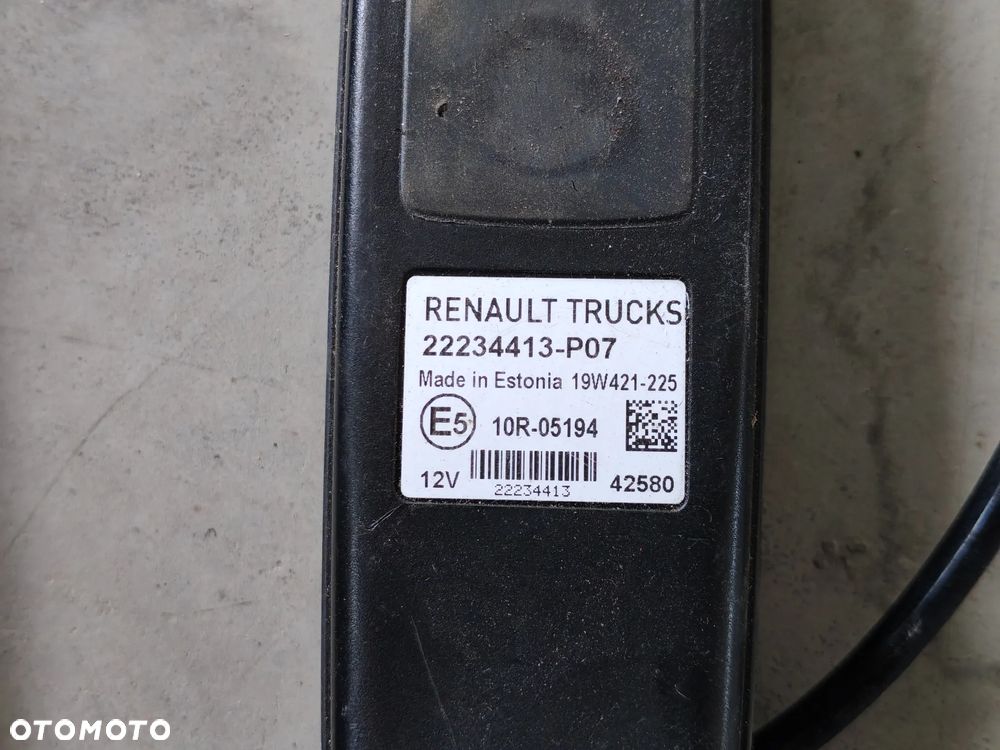 RENAULT TRUCKS
22234413-P07
Made in Estonia 19W421-225
E5 10R-05194
12V 22234413 42580
OTOMOTO